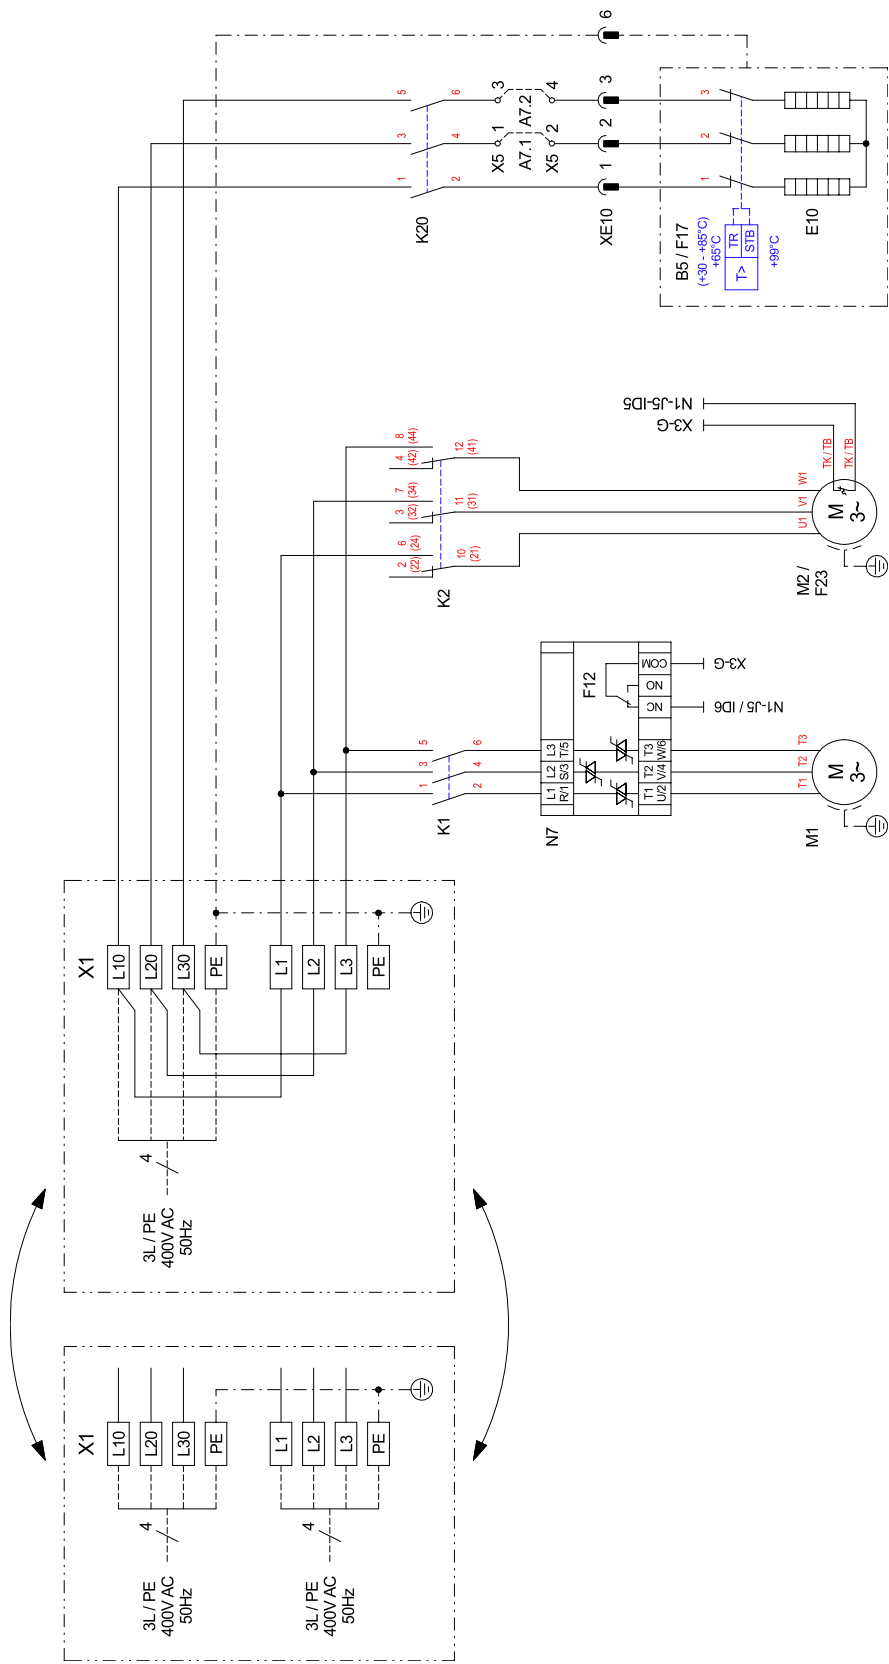 X1
L10
L20
L30
PE
L1
L2
L3
PE
4
3L / PE
400V AC
50Hz
4
3L / PE
400V AC
50Hz
X1
L10
L20
L30
PE
L1
L2
L3
PE
4
3L / PE
400V AC
50Hz
K1
1
3
5
2
4
6
N7
L1
L2
L3
R/1
S/3
T/5
F12
T1
T2
T3
U/2
V/4
W/6
NC
NO
COM
N1-J5 / ID6
X3-G
T1
T2
T3
M
3~
M1
K2
2
(22)
6
(24)
3
(32)
7
(34)
4
(42)
8
(44)
10
(21)
11
(31)
12
(41)
X3-G
N1-J5-ID5
TK / TB
TK / TB
U1
V1
W1
M
3~
M2 /
F23
K20
1
3
5
2
4
6
X5
1
3
A7.1
A7.2
X5
2
4
XE10
1
2
3
6
B5 / F17
(+30 - +85°C)
+65°C
T>
TR
STB
+99°C
1
2
3
E10